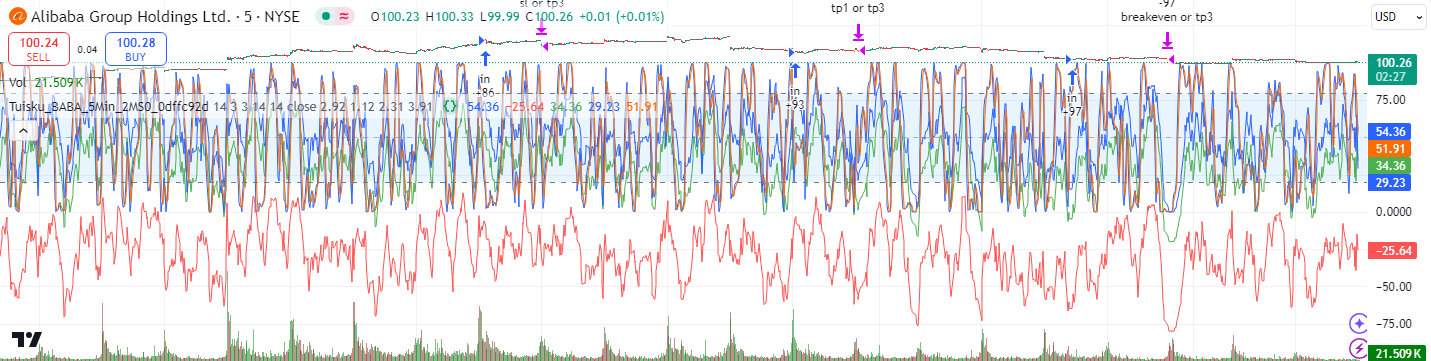 Alibaba Group Holdings Ltd. · 5 · NYSE O100.23 H100.33 L99.99 C100.26 +0.01 (+0.01%)
sl or tp3
tp1 or tp3
-97
breakeven or tp3
USD
100.24
SELL
0.04
100.28
BUY
Vol 21.509K
Tuisku_BABA_5Min_2MS0_0dffc92d 14 3 3 14 14 close 2.92 1.12 2.31 3.91 54.36 −25.64 34.36 29.23 51.91
in
+86
in
+93
in
+97
100.26
02:27
75.00
54.36
51.91
34.36
29.23
0.0000
−25.64
−50.00
−75.00
21.509K